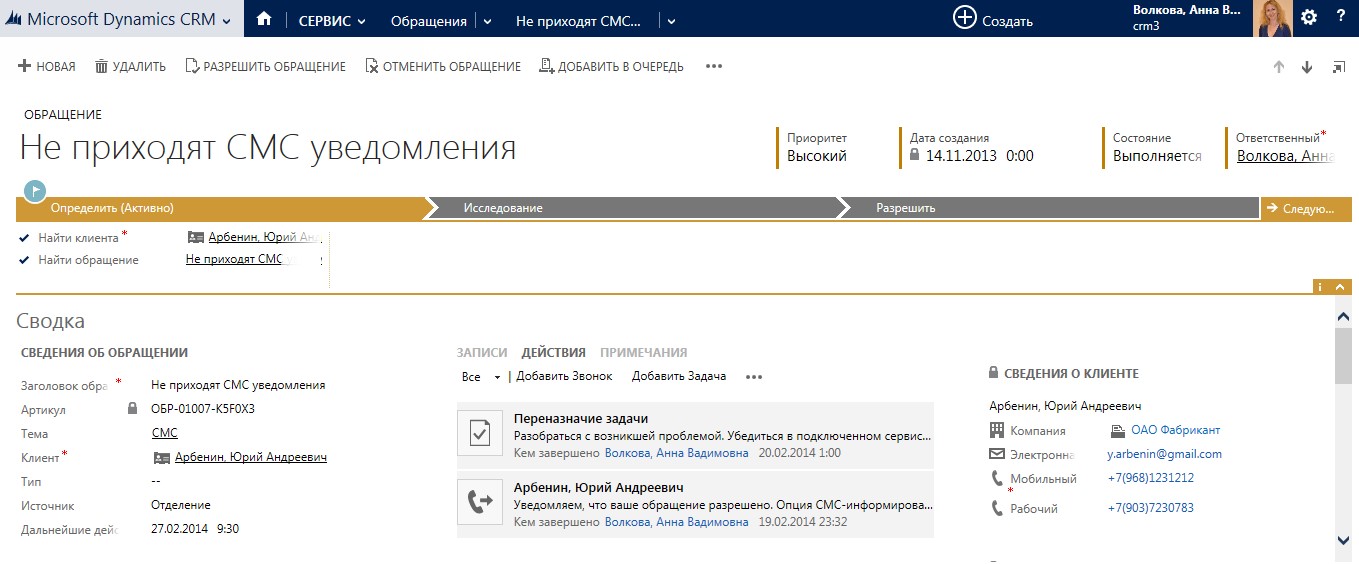 Microsoft Dynamics CRM СЕРВИС Обращения Не приходят СМС... Создать Волкова, Анна В...
crm3
?
НОВАЯ УДАЛИТЬ РАЗРЕШИТЬ ОБРАЩЕНИЕ ОТМЕНИТЬ ОБРАЩЕНИЕ ДОБАВИТЬ В ОЧЕРЕДЬ •••
ОБРАЩЕНИЕ
Не приходят СМС уведомления
Приоритет Дата создания Состояние Ответственный*
Высокий 14.11.2013 0:00 Выполняется Волкова, Анна
Определить (Активно) Исследование Разрешить Следую...
Найти клиента* Арбенин, Юрий Анд
Найти обращение Не приходят СМС у
i
Сводка
СВЕДЕНИЯ ОБ ОБРАЩЕНИИ
Заголовок обра *
Не приходят СМС уведомления
Артикул ОБР-01007-K5F0X3
Тема СМС
Клиент* Арбенин, Юрий Андреевич
Тип --
Источник Отделение
Дальнейшие дейс 27.02.2014 9:30
ЗАПИСИ ДЕЙСТВИЯ ПРИМЕЧАНИЯ
Все | Добавить Звонок Добавить Задача •••
Переназначие задачи
Разобраться с возникшей проблемой. Убедиться в подключенном сервис...
Кем завершено Волкова, Анна Вадимовна 20.02.2014 1:00
Арбенин, Юрий Андреевич
Уведомляем, что ваше обращение разрешено. Опция СМС-информирова...
Кем завершено Волкова, Анна Вадимовна 19.02.2014 23:32
СВЕДЕНИЯ О КЛИЕНТЕ
Арбенин, Юрий Андреевич
Компания ОАО Фабрикант
Электронна y.arbenin@gmail.com
Мобильный +7(968)1231212
*
Рабочий +7(903)7230783